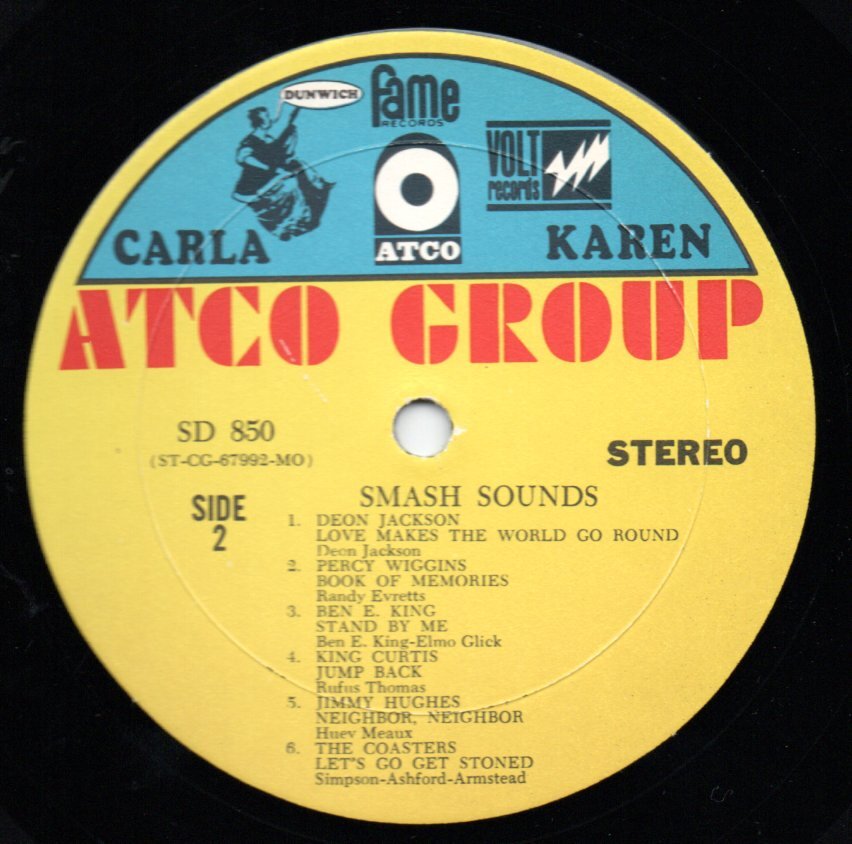 DUNWICH
fame
RECORDS
VOLT
records
ATCO
CARLA
KAREN
ATCO GROUP
SD 850
(ST-CG-67992-MO)
STEREO
SIDE
2
SMASH SOUNDS
1. DEON JACKSON
LOVE MAKES THE WORLD GO ROUND
Deon Jackson
2. PERCY WIGGINS
BOOK OF MEMORIES
Randy Evretts
3. BEN E. KING
STAND BY ME
Ben E. King-Elmo Glick
4. KING CURTIS
JUMP BACK
Rufus Thomas
5. JIMMY HUGHES
NEIGHBOR, NEIGHBOR
Huey Meaux
6. THE COASTERS
LET'S GO GET STONED
Simpson-Ashford-Armstead